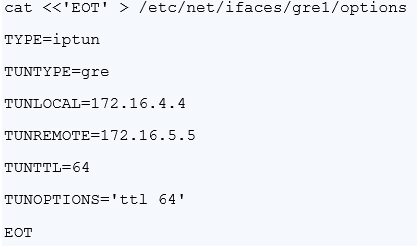 cat <<'EOT' > /etc/net/ifaces/gre1/options
TYPE=iptun
TUNTYPE=gre
TUNLOCAL=172.16.4.4
TUNREMOTE=172.16.5.5
TUNTTL=64
TUNOPTIONS='ttl 64'
EOT